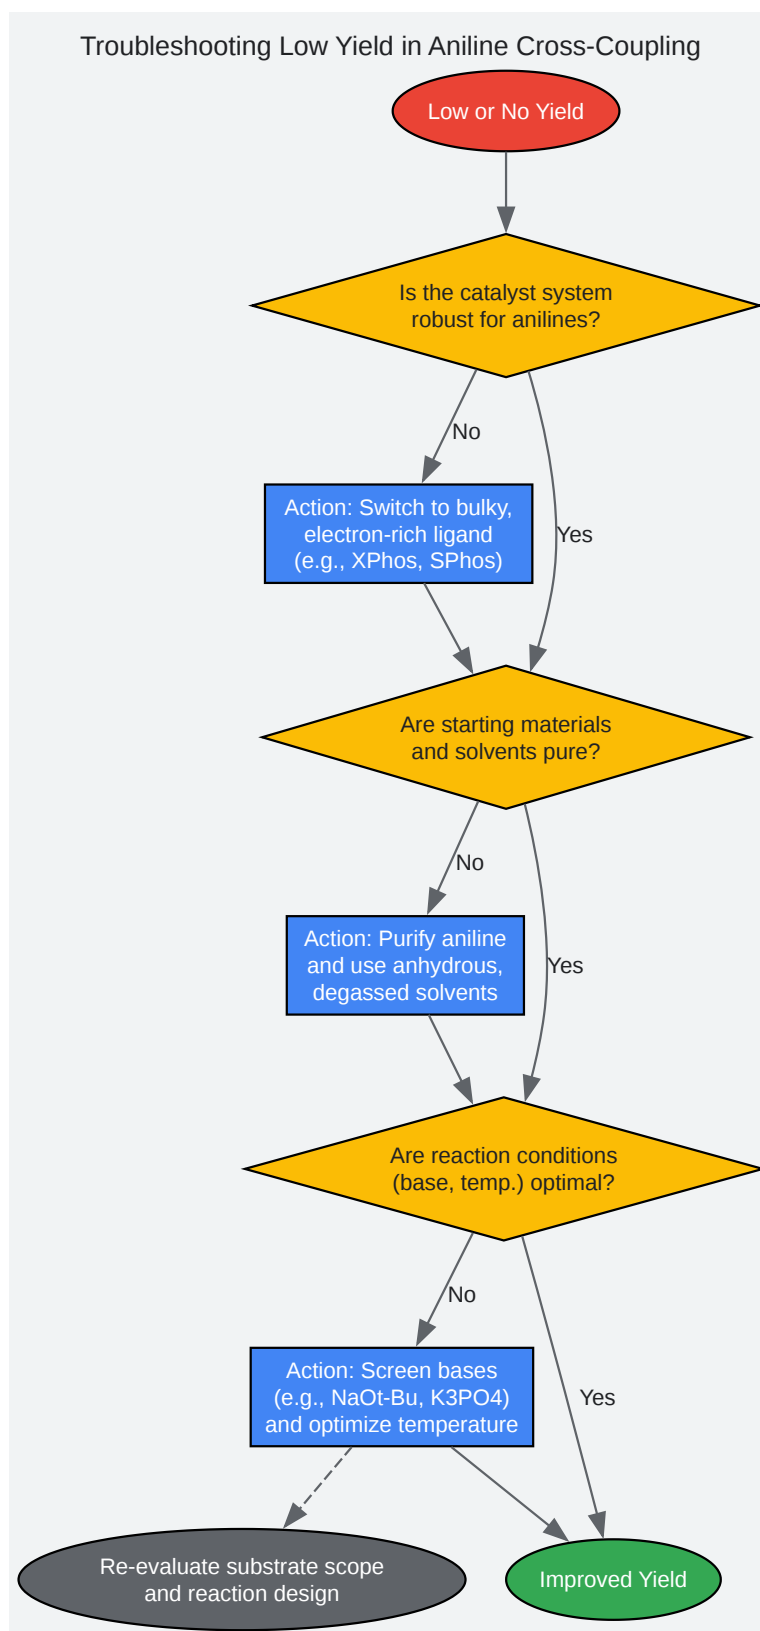 Troubleshooting Low Yield in Aniline Cross-Coupling
Low or No Yield
Is the catalyst system
robust for anilines?
No
Yes
Action: Switch to bulky,
electron-rich ligand
(e.g., XPhos, SPhos)
Are starting materials
and solvents pure?
No
Yes
Action: Purify aniline
and use anhydrous,
degassed solvents
Are reaction conditions
(base, temp.) optimal?
No
Yes
Action: Screen bases
(e.g., NaOt-Bu, K3PO4)
and optimize temperature
Re-evaluate substrate scope
and reaction design
Improved Yield